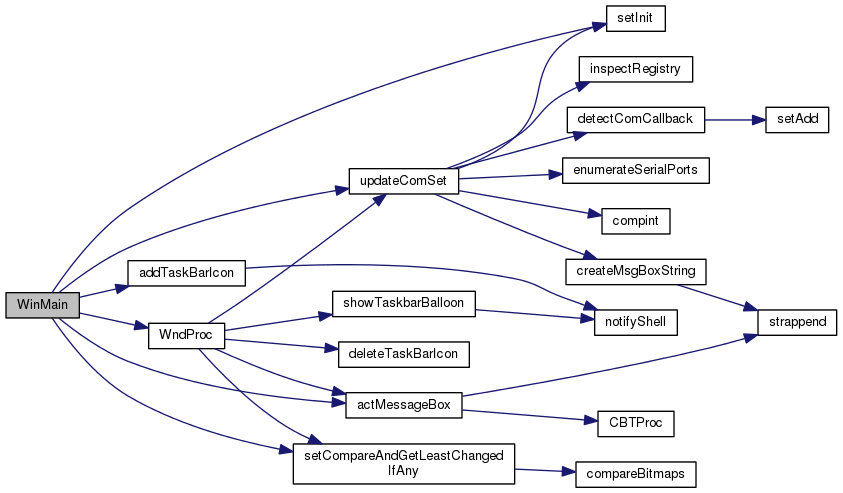 setInit
inspectRegistry
detectComCallback
setAdd
enumerateSerialPorts
updateComSet
compint
createMsgBoxString
addTaskBarIcon
WinMain
showTaskbarBalloon
notifyShell
strappend
WndProc
deleteTaskBarIcon
actMessageBox
CBTProc
setCompareAndGetLeastChanged
IfAny
compareBitmaps